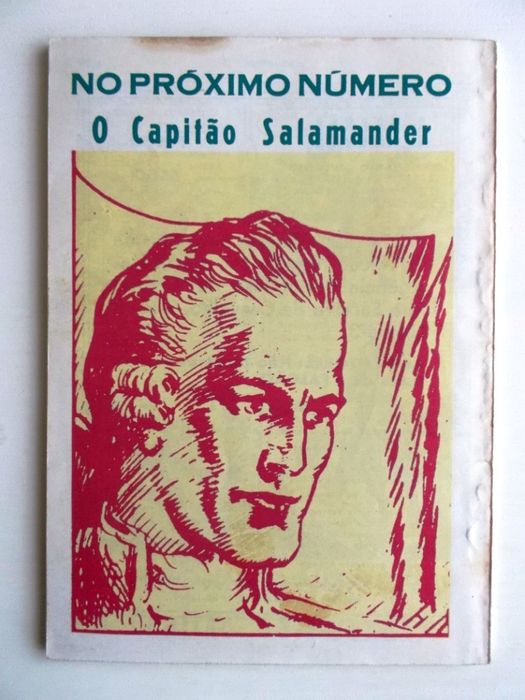 NO PRÓXIMO NÚMERO
O Capitão Salamander